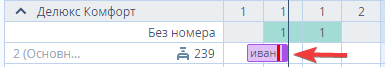 Делюкс Комфорт 1 1 1 2
Без номера 1 1
2 (Основн... 239 иван